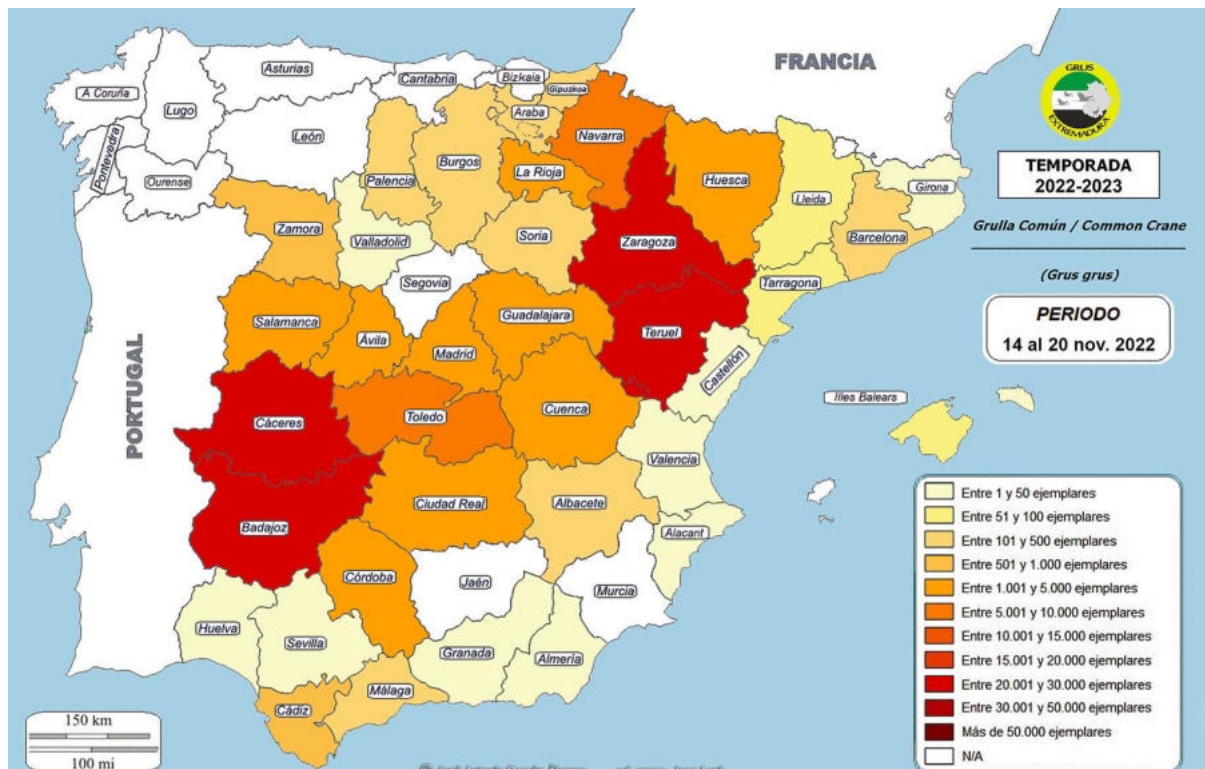 FRANCIA
PORTUGAL
GRUS
EXTREMADURA
TEMPORADA
2022-2023
Grulla Común / Common Crane
(Grus grus)
PERIODO
14 al 20 nov. 2022
A Coruña
Lugo
Asturias
Cantabria
Bizkaia
Gipuzkoa
Araba
Navarra
Pontevedra
Ourense
León
Palencia
Burgos
La Rioja
Huesca
Lleida
Girona
Barcelona
Zamora
Valladolid
Soria
Zaragoza
Tarragona
Segovia
Salamanca
Ávila
Madrid
Guadalajara
Teruel
Castellón
Illes Balears
Cáceres
Toledo
Cuenca
Valencia
Badajoz
Ciudad Real
Albacete
Alacant
Córdoba
Jaén
Murcia
Huelva
Sevilla
Granada
Almería
Málaga
Cádiz
Entre 1 y 50 ejemplares
Entre 51 y 100 ejemplares
Entre 101 y 500 ejemplares
Entre 501 y 1.000 ejemplares
Entre 1.001 y 5.000 ejemplares
Entre 5.001 y 10.000 ejemplares
Entre 10.001 y 15.000 ejemplares
Entre 15.001 y 20.000 ejemplares
Entre 20.001 y 30.000 ejemplares
Entre 30.001 y 50.000 ejemplares
Más de 50.000 ejemplares
N/A
150 km
100 mi